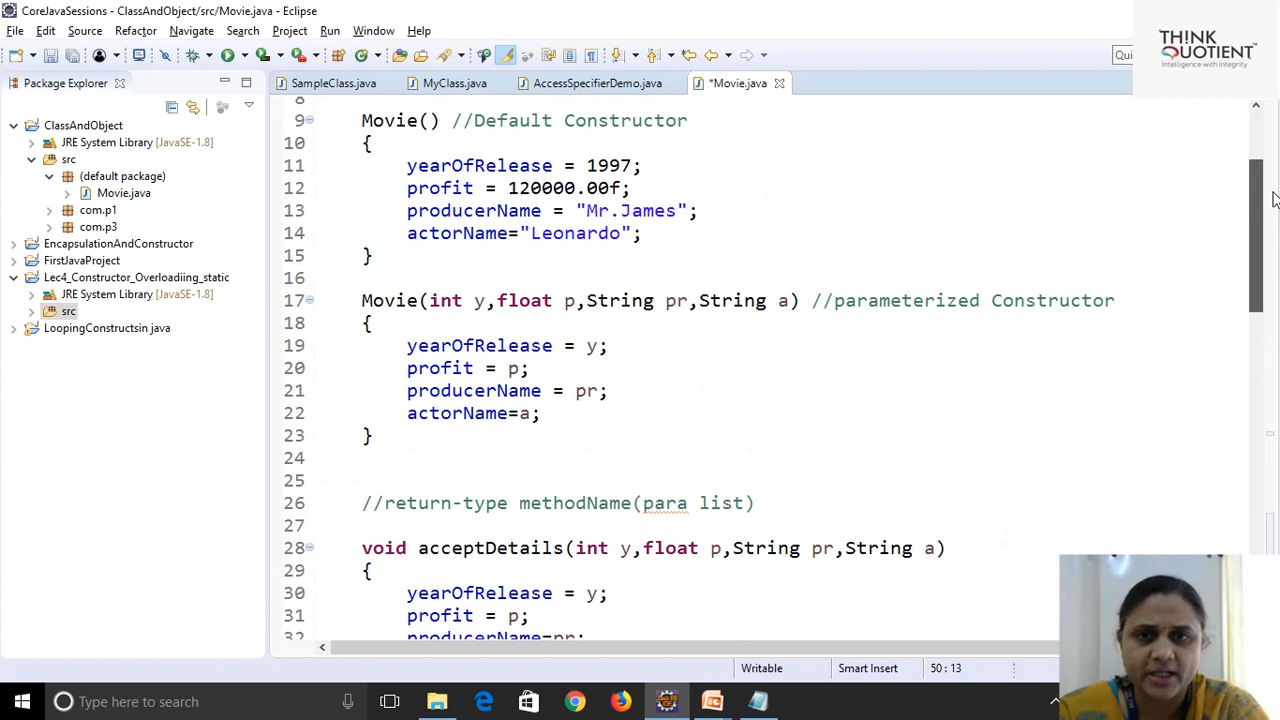 CoreJavaSessions - ClassAndObject/src/Movie.java - Eclipse
File Edit Source Refactor Navigate Search Project Run Window Help
THINK
QUOTIENT
Intelligence with Integrity
Qui
Package Explorer
SampleClass.java MyClass.java AccessSpecifierDemo.java *Movie.java
ClassAndObject
JRE System Library [JavaSE-1.8]
src
(default package)
Movie.java
com.p1
com.p3
EncapsulationAndConstructor
FirstJavaProject
Lec4_Constructor_Overloadiing_static
JRE System Library [JavaSE-1.8]
src
LoopingConstructsin java
8
9 Movie() //Default Constructor
10 {
11 yearOfRelease = 1997;
12 profit = 120000.00f;
13 producerName = "Mr.James";
14 actorName="Leonardo";
15 }
16
17 Movie(int y,float p,String pr,String a) //parameterized Constructor
18 {
19 yearOfRelease = y;
20 profit = p;
21 producerName = pr;
22 actorName=a;
23 }
24
25
26 //return-type methodName(para list)
27
28 void acceptDetails(int y,float p,String pr,String a)
29 {
30 yearOfRelease = y;
31 profit = p;
32 producerName=pr;
Writable Smart Insert 50 : 13
Type here to search